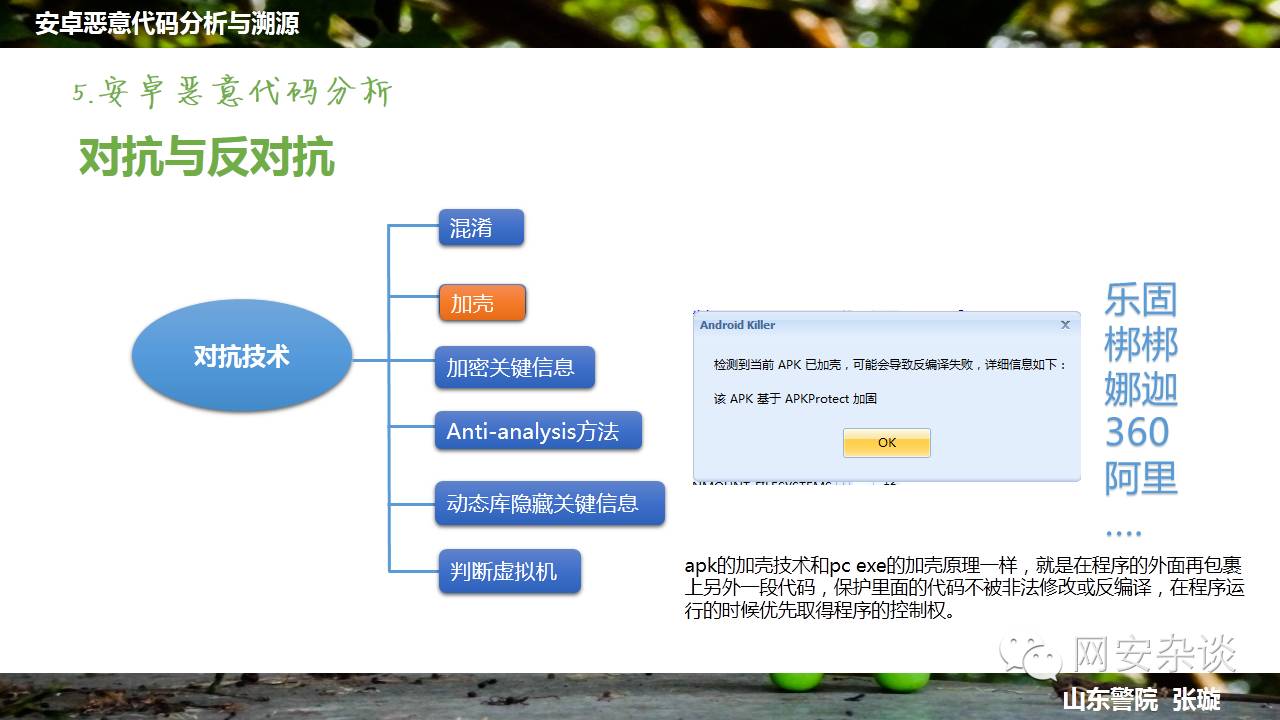 安卓恶意代码分析与溯源
5.安卓恶意代码分析
对抗与反对抗
对抗技术
混淆
加壳
加密关键信息
Anti-analysis方法
动态库隐藏关键信息
判断虚拟机
Android Killer
x
检测到当前 APK 已加壳，可能会导致反编译失败，详细信息如下：
该 APK 基于 APKProtect 加固
OK
乐固
梆梆
娜迦
360
阿里
....
apk的加壳技术和pc exe的加壳原理一样，就是在程序的外面再包裹
上另外一段代码，保护里面的代码不被非法修改或反编译，在程序运
行的时候优先取得程序的控制权。
网安杂谈
山东警院 张璇